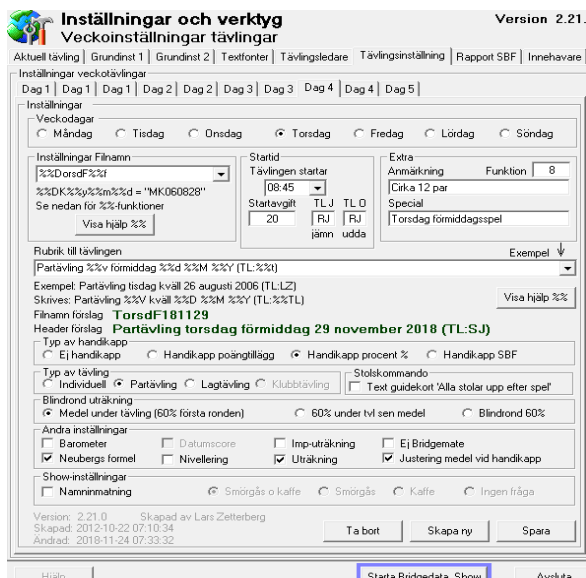 Inställningar och verktyg Version 2.21.
Veckoinställningar tävlingar
Aktuell tävling Grundinst 1 Grundinst 2 Textfonter Tävlingsledare Tävlingsinställning Rapport SBF Innehavare
Inställningar veckotävlingar
Dag 1 Dag 1 Dag 1 Dag 2 Dag 2 Dag 3 Dag 3 Dag 4 Dag 4 Dag 5
Inställningar
Veckodagar
Måndag Tisdag Onsdag Torsdag Fredag Lördag Söndag
Inställningar Filnamn Startid Extra
%%DorsdF%%f Tävlingen startar Anmärkning Funktion 8
%%DK%%y%%m%%d = "MK060828" 08:45 Cirka 12 par
Se nedan för %%-funktioner Startavgift TL J TL O Special
Visa hjälp %% 20 RJ RJ Torsdag förmiddagsspel
jämn udda
Rubrik till tävlingen Exempel
Partävling %%v förmiddag %%d %%M %%Y (TL:%%t)
Exempel: Partävling tisdag kväll 26 augusti 2006 (TL:LZ)
Skrives: Partävling %%V kväll %%D %%M %%Y (TL:%%TL) Visa hjälp %%
Filnamn förslag TorsdF181129
Header förslag Partävling torsdag förmiddag 29 november 2018 (TL:SJ)
Typ av handikapp
Ej handikapp Handikapp poängtillägg Handikapp procent % Handikapp SBF
Typ av tävling Stolskommando
Individuell Partävling Lagtävling Klubbtävling Text guidekort 'Alla stolar upp efter spel'
Blindrond uträkning
Medel under tävling (60% första ronden) 60% under tvl sen medel Blindrond 60%
Andra inställningar
Barometer Datumscore Imp-uträkning Ej Bridgemate
Neubergs formel Nivellering Uträkning Justering medel vid handikapp
Show-inställningar
Namninmatning Smörgås o kaffe Smörgås Kaffe Ingen fråga
Version: 2.21.0 Skapad av Lars Zetterberg
Skapad: 2012-10-22 07:10:34
Ändrad: 2018-11-24 07:33:32
Ta bort Skapa ny Spara
Hjälp Starta Bridgedata, Show Avsluta